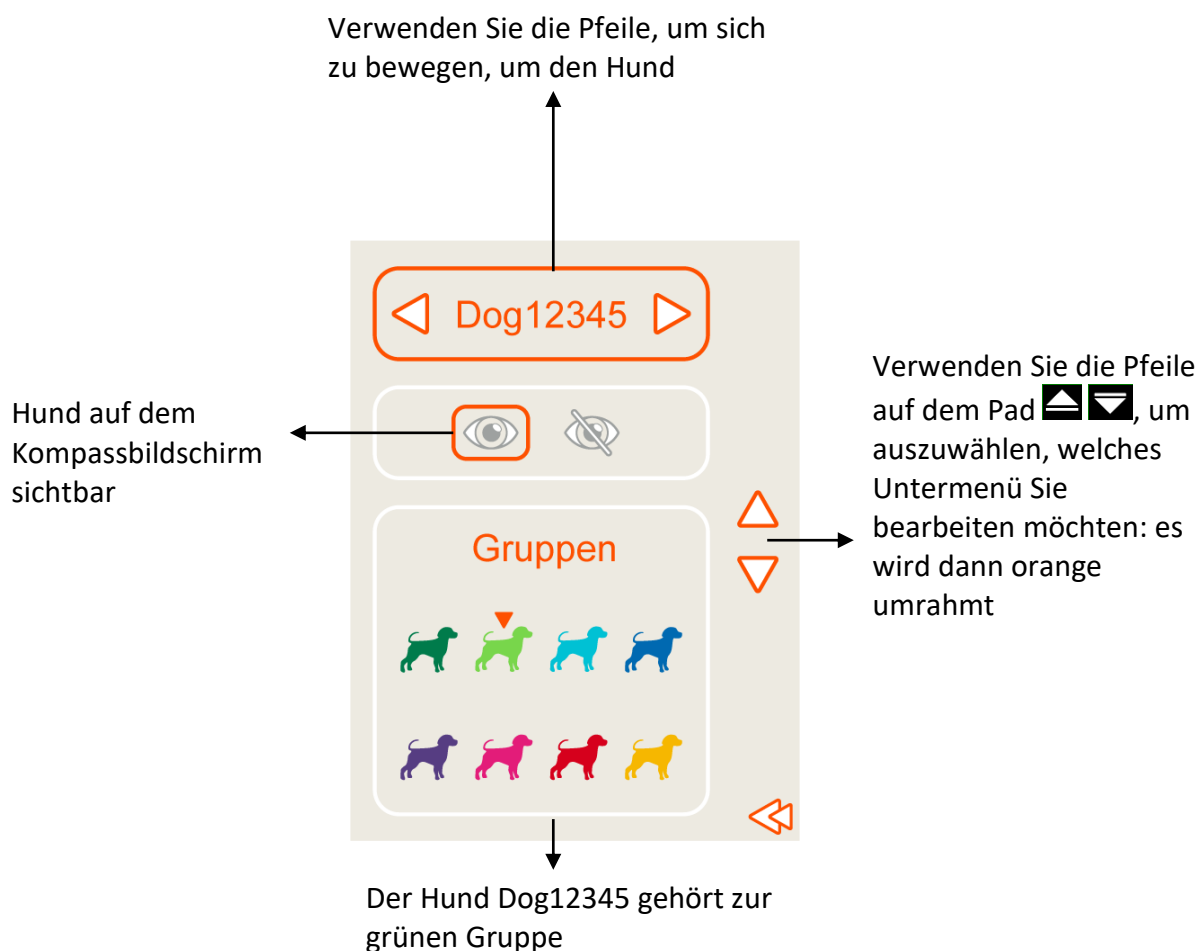 Verwenden Sie die Pfeile, um sich
zu bewegen, um den Hund
Dog12345
Hund auf dem
Kompassbildschirm
sichtbar
Verwenden Sie die Pfeile
auf dem Pad , um
auszuwählen, welches
Untermenü Sie
bearbeiten möchten: es
wird dann orange
umrahmt
Gruppen
Der Hund Dog12345 gehört zur
grünen Gruppe